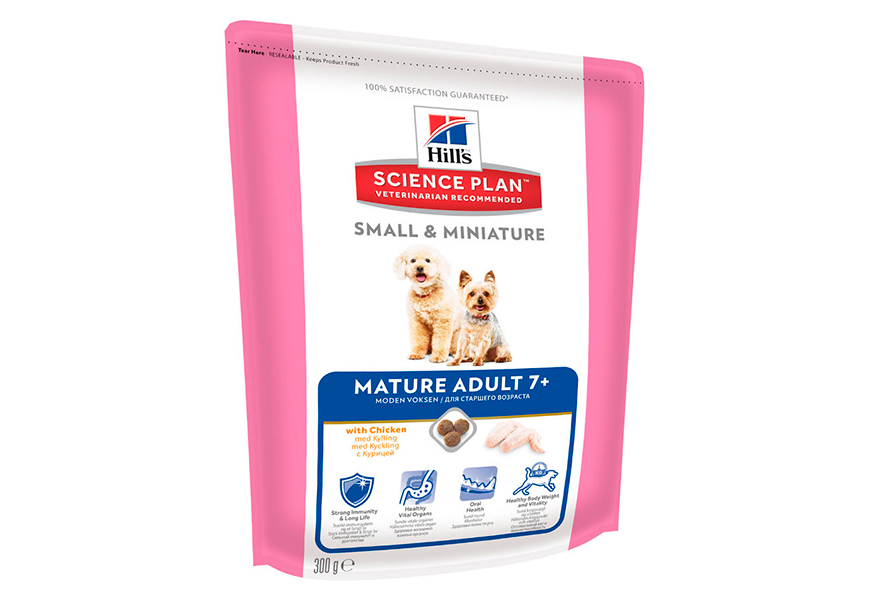 Tear Here · RESEALABLE - Keeps Product Fresh
100% SATISFACTION GUARANTEED*
Hill's
SCIENCE PLAN™
VETERINARIAN RECOMMENDED
SMALL & MINIATURE
MATURE ADULT 7+
MODEN VOKSEN / ДЛЯ СТАРШЕГО ВОЗРАСТА
with Chicken
med Kylling
med Kyckling
с Курицей
Strong Immunity
& Long Life
Healthy
Vital Organs
Oral
Health
Healthy Body Weight
and Vitality
300 g ℮